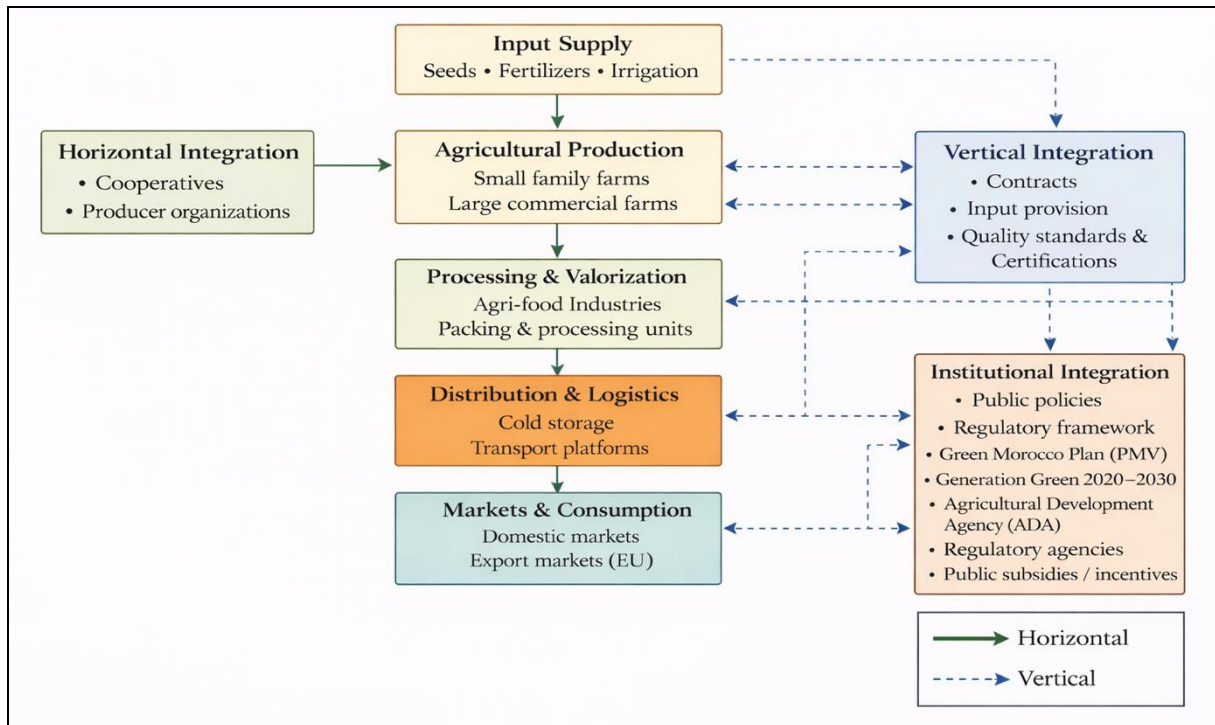 Input Supply
Seeds • Fertilizers • Irrigation
Horizontal Integration
• Cooperatives
• Producer organizations
Agricultural Production
Small family farms
Large commercial farms
Vertical Integration
• Contracts
• Input provision
• Quality standards &
Certifications
Processing & Valorization
Agri-food Industries
Packing & processing units
Distribution & Logistics
Cold storage
Transport platforms
Institutional Integration
• Public policies
• Regulatory framework
• Green Morocco Plan (PMV)
• Generation Green 2020–2030
• Agricultural Development
Agency (ADA)
• Regulatory agencies
• Public subsidies / incentives
Markets & Consumption
Domestic markets
Export markets (EU)
Horizontal
Vertical